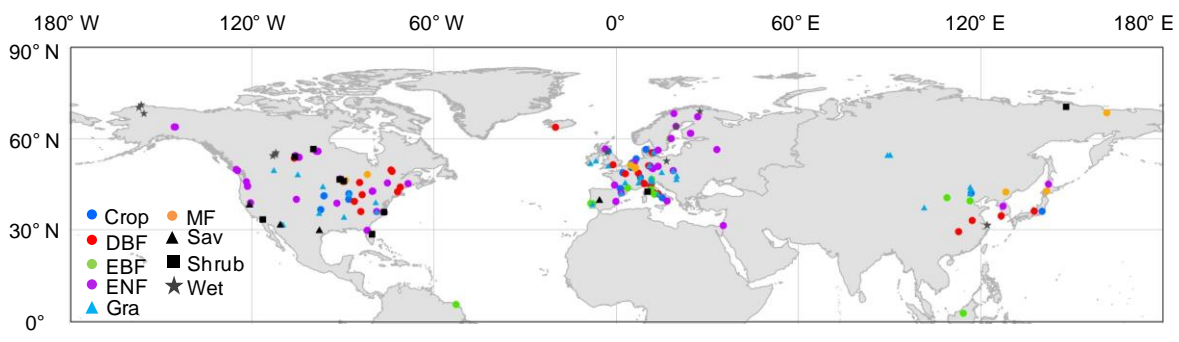 180° W 120° W 60° W 0° 60° E 120° E 180° E
90° N
60° N
30° N
0°
Crop MF
DBF Sav
EBF Shrub
ENF Wet
Gra